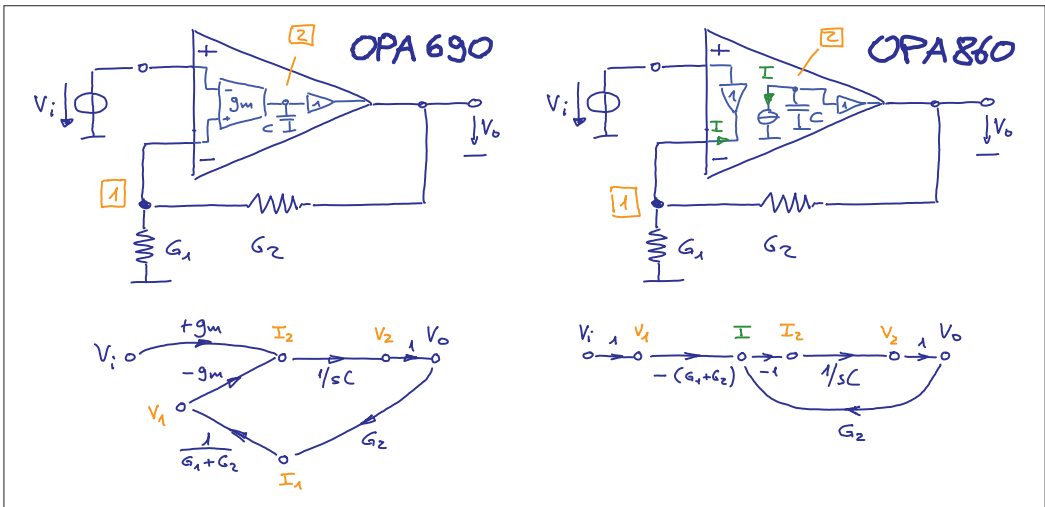 OPA690
2
+
-
gm
+
1
C
Vi
Vo
-
1
G1
G2
OPA860
2
+
I
1
I
1
C
Vi
Vo
-
1
G1
G2
+gm
I2
V2
Vo
Vi
1
-gm
1/sC
V1
G2
1
G1+G2
I1
Vi
1
V1
I
I2
V2
1
Vo
-(G1+G2)
-1
1/sC
G2